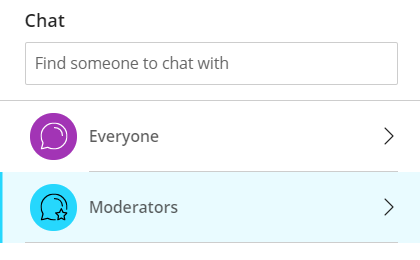 Chat
Find someone to chat with
Everyone
Moderators